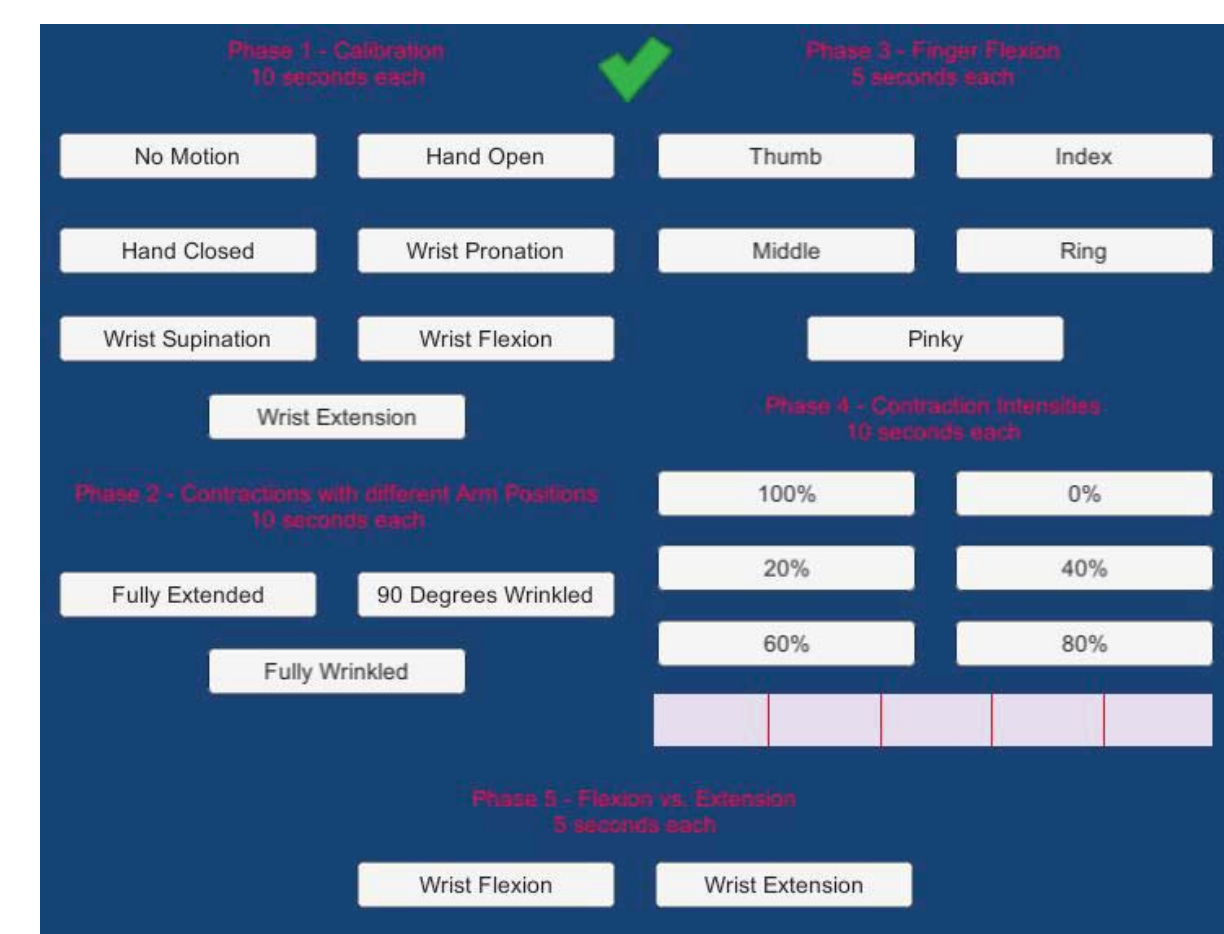 Phase 1 - Calibration
10 seconds each
No Motion
Hand Open
Hand Closed
Wrist Pronation
Wrist Supination
Wrist Flexion
Wrist Extension
Phase 2 - Contractions with different Arm Positions
10 seconds each
Fully Extended
90 Degrees Wrinkled
Fully Wrinkled
Phase 3 - Finger Flexion
5 seconds each
Thumb
Index
Middle
Ring
Pinky
Phase 4 - Contraction Intensities
10 seconds each
100%
0%
20%
40%
60%
80%
Phase 5 - Flexion vs. Extension
5 seconds each
Wrist Flexion
Wrist Extension